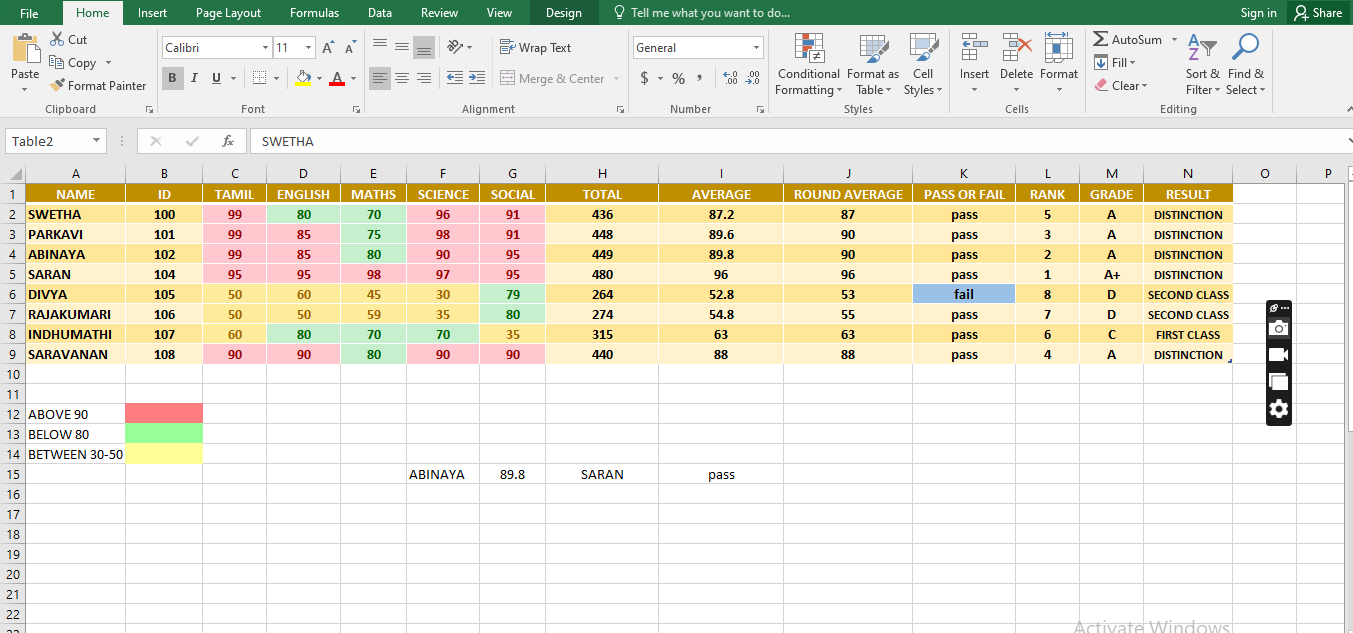 File Home Insert Page Layout Formulas Data Review View Design Tell me what you want to do... Sign in Share
Cut
Copy
Format Painter
Paste
Clipboard
Calibri 11 A A
B I U A
Font
Wrap Text
Merge & Center
Alignment
General
$ % , .0 .00 .00 .0
Number
Conditional Formatting Format as Table Cell Styles
Styles
Insert Delete Format
Cells
AutoSum
Fill
Clear
Sort & Filter Find & Select
Editing
Table2 fx SWETHA
A B C D E F G H I J K L M N O P
1 NAME ID TAMIL ENGLISH MATHS SCIENCE SOCIAL TOTAL AVERAGE ROUND AVERAGE PASS OR FAIL RANK GRADE RESULT
2 SWETHA 100 99 80 70 96 91 436 87.2 87 pass 5 A DISTINCTION
3 PARKAVI 101 99 85 75 98 91 448 89.6 90 pass 3 A DISTINCTION
4 ABINAYA 102 99 85 80 90 95 449 89.8 90 pass 2 A DISTINCTION
5 SARAN 104 95 95 98 97 95 480 96 96 pass 1 A+ DISTINCTION
6 DIVYA 105 50 60 45 30 79 264 52.8 53 fail 8 D SECOND CLASS
7 RAJAKUMARI 106 50 50 59 35 80 274 54.8 55 pass 7 D SECOND CLASS
8 INDHUMATHI 107 60 80 70 70 35 315 63 63 pass 6 C FIRST CLASS
9 SARAVANAN 108 90 90 80 90 90 440 88 88 pass 4 A DISTINCTION
10
11
12 ABOVE 90
13 BELOW 80
14 BETWEEN 30-50
15 ABINAYA 89.8 SARAN pass
16
17
18
19
20
21
22
Activate Windows